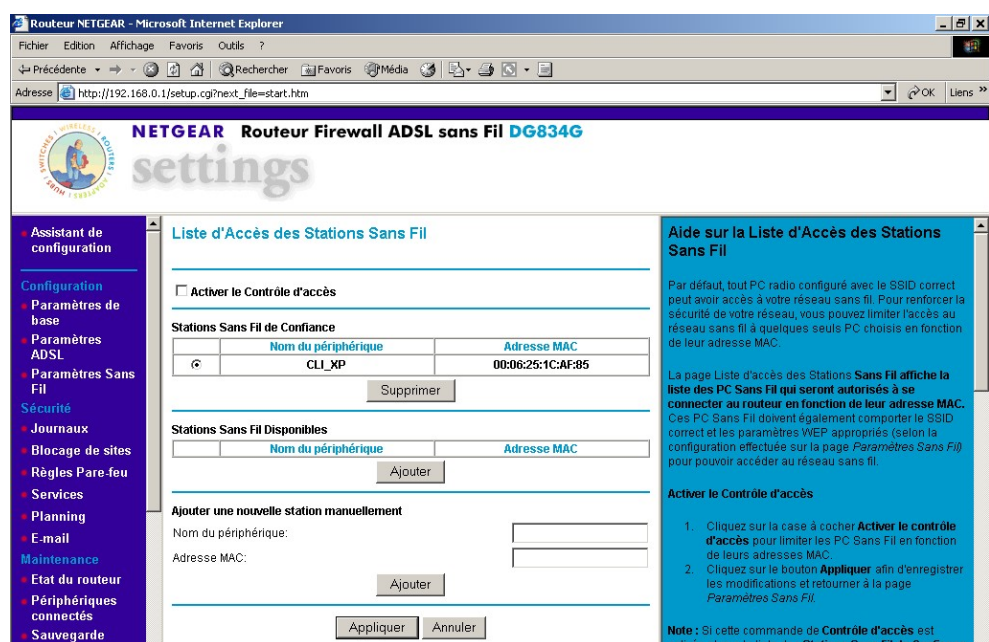 Routeur NETGEAR - Microsoft Internet Explorer
Fichier Edition Affichage Favoris Outils ?
Précédente Rechercher Favoris Média
Adresse http://192.168.0.1/setup.cgi?next_file=start.htm OK Liens »
WIRELESS ROUTERS ADAPTERS HUBS SWITCHES
NETGEAR Routeur Firewall ADSL sans Fil DG834G
settings
Assistant de
configuration
Configuration
Paramètres de
base
Paramètres
ADSL
Paramètres Sans
Fil
Sécurité
Journaux
Blocage de sites
Règles Pare-feu
Services
Planning
E-mail
Maintenance
Etat du routeur
Périphériques
connectés
Sauvegarde
Liste d'Accès des Stations Sans Fil
Activer le Contrôle d'accès
Stations Sans Fil de Confiance
Nom du périphérique Adresse MAC
CLI_XP 00:06:25:1C:AF:85
Supprimer
Stations Sans Fil Disponibles
Nom du périphérique Adresse MAC
Ajouter
Ajouter une nouvelle station manuellement
Nom du périphérique:
Adresse MAC:
Ajouter
Appliquer Annuler
Aide sur la Liste d'Accès des Stations
Sans Fil
Par défaut, tout PC radio configuré avec le SSID correct
peut avoir accès à votre réseau sans fil. Pour renforcer la
sécurité de votre réseau, vous pouvez limiter l'accès au
réseau sans fil à quelques seuls PC choisis en fonction
de leur adresse MAC.
La page Liste d'accès des Stations Sans Fil affiche la
liste des PC Sans Fil qui seront autorisés à se
connecter au routeur en fonction de leur adresse MAC.
Ces PC Sans Fil doivent également comporter le SSID
correct et les paramètres WEP appropriés (selon la
configuration effectuée sur la page Paramètres Sans Fil)
pour pouvoir accéder au réseau sans fil.
Activer le Contrôle d'accès
1. Cliquez sur la case à cocher Activer le contrôle
d'accès pour limiter les PC Sans Fil en fonction
de leurs adresses MAC.
2. Cliquez sur le bouton Appliquer afin d'enregistrer
les modifications et retourner à la page
Paramètres Sans Fil.
Note : Si cette commande de Contrôle d'accès est